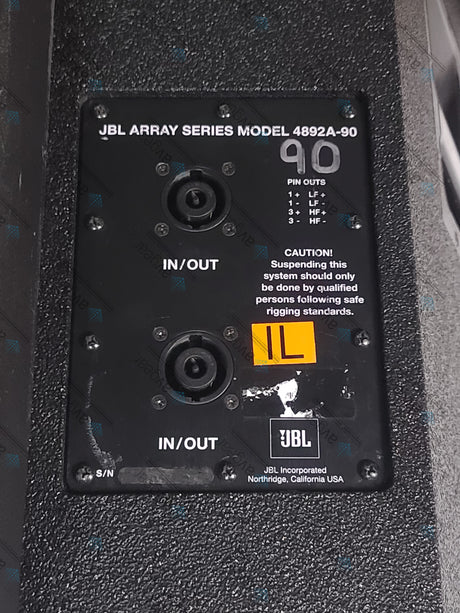 JBL ARRAY SERIES MODEL 4892A-90
90
PIN OUTS
1 + LF +
1 - LF -
3 + HF +
3 - HF -
IN/OUT
CAUTION!
Suspending this
system should only
be done by qualified
persons following safe
rigging standards.
IL
IN/OUT
JBL
S/N
JBL Incorporated
Northridge, California USA